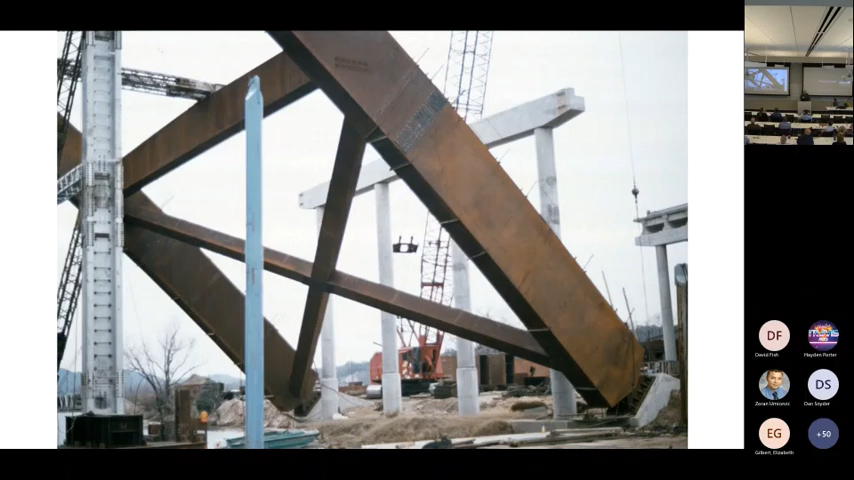 DF
David Fish
Hayden Porter
Zoran
DS
Dan Snyder
EG
Gilbert, Elizabeth
+50